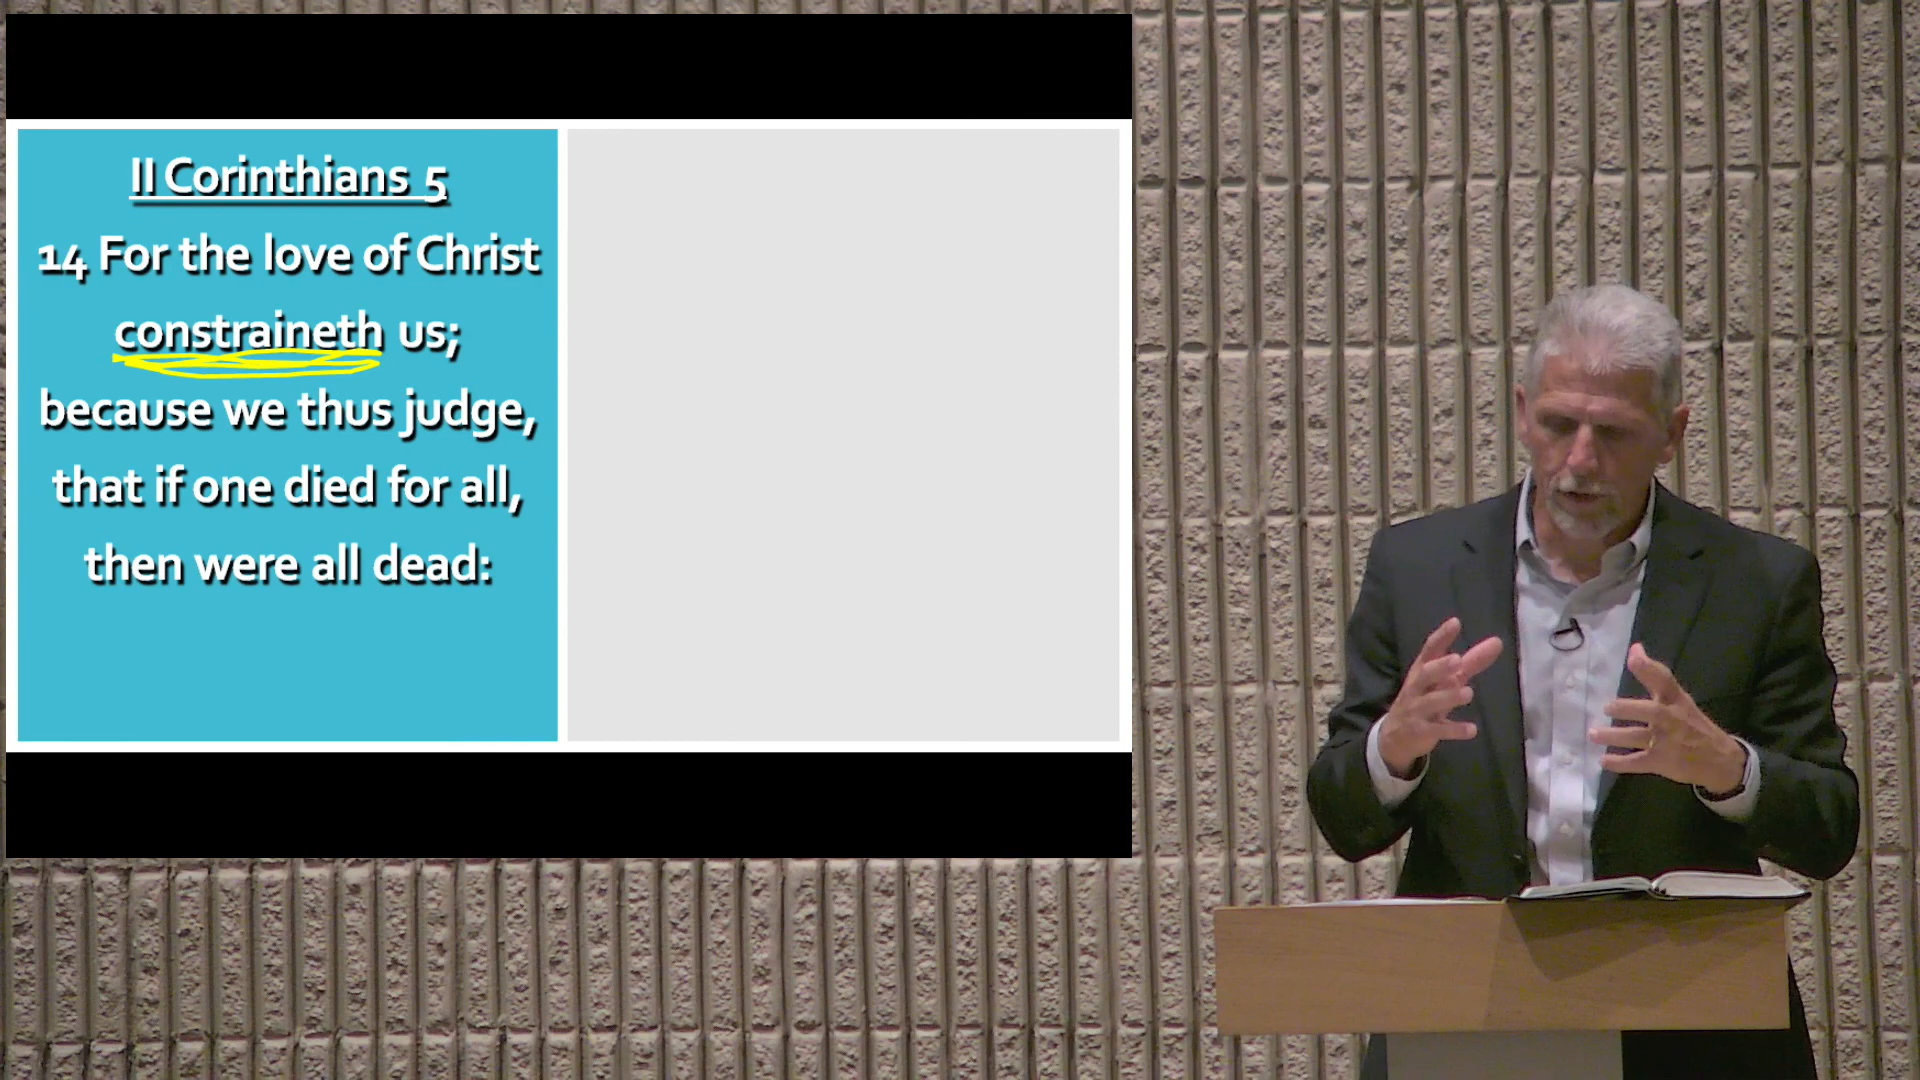 II Corinthians 5
14 For the love of Christ
constraineth us;
because we thus judge,
that if one died for all,
then were all dead: